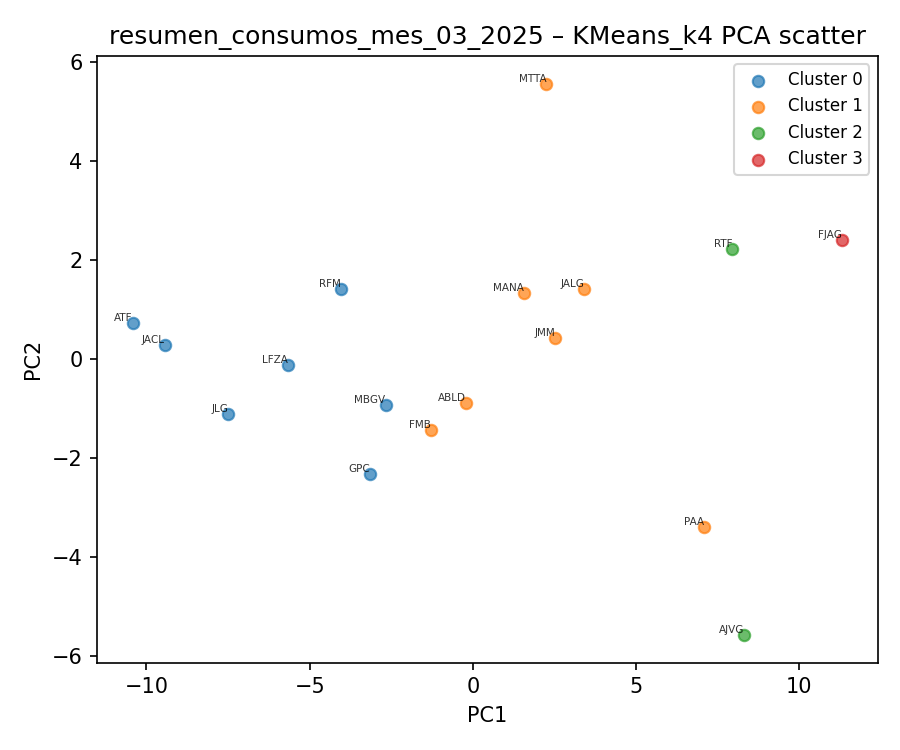 resumen_consumos_mes_03_2025 – KMeans_k4 PCA scatter
6
4
2
0
−2
−4
−6
PC2
Cluster 0
Cluster 1
Cluster 2
Cluster 3
MTTA
RTF
FJAG
RFM
MANA
JALG
ATF
JACL
JMM
LFZA
JLG
MBGV
ABLD
FMB
GPC
PAA
AJVG
−10
−5
0
5
10
PC1